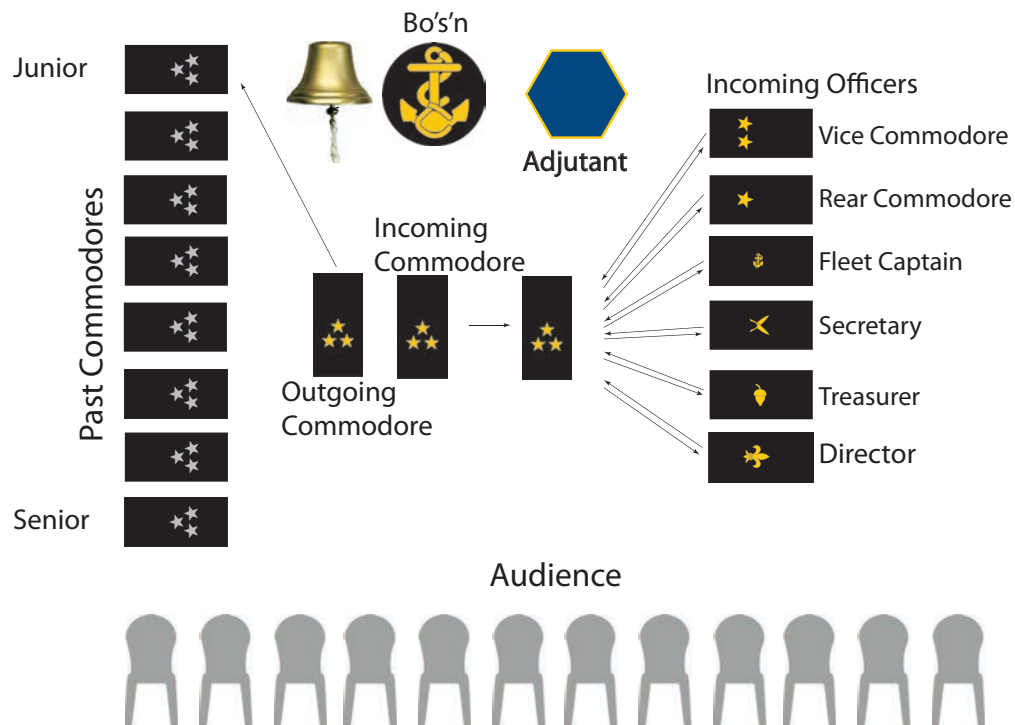 Bo's'n
Junior
Adjutant
Incoming Officers
Vice Commodore
Rear Commodore
Fleet Captain
Secretary
Treasurer
Director
Past Commodores
Incoming
Commodore
Outgoing
Commodore
Senior
Audience